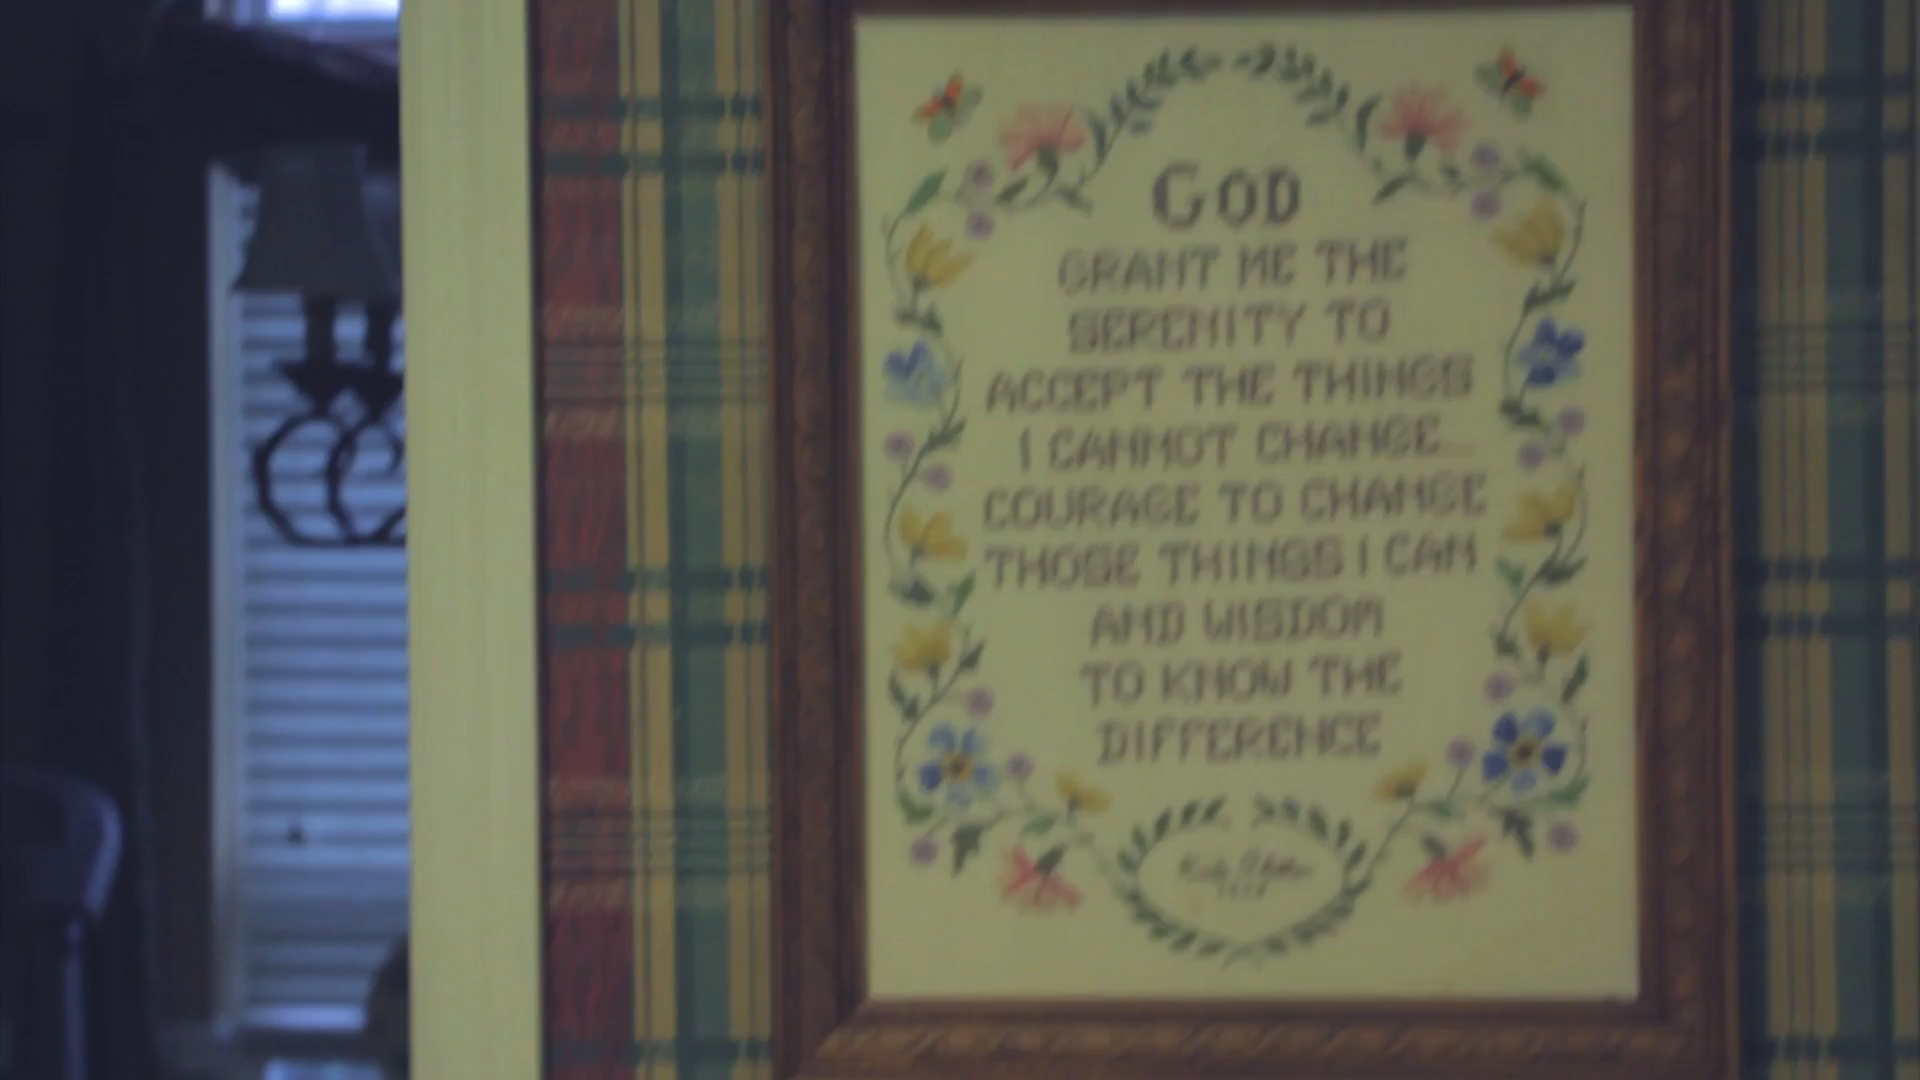 GOD
GRANT ME THE
SERENITY TO
ACCEPT THE THINGS
I CANNOT CHANGE...
COURAGE TO CHANGE
THOSE THINGS I CAN
AND WISDOM
TO KNOW THE
DIFFERENCE